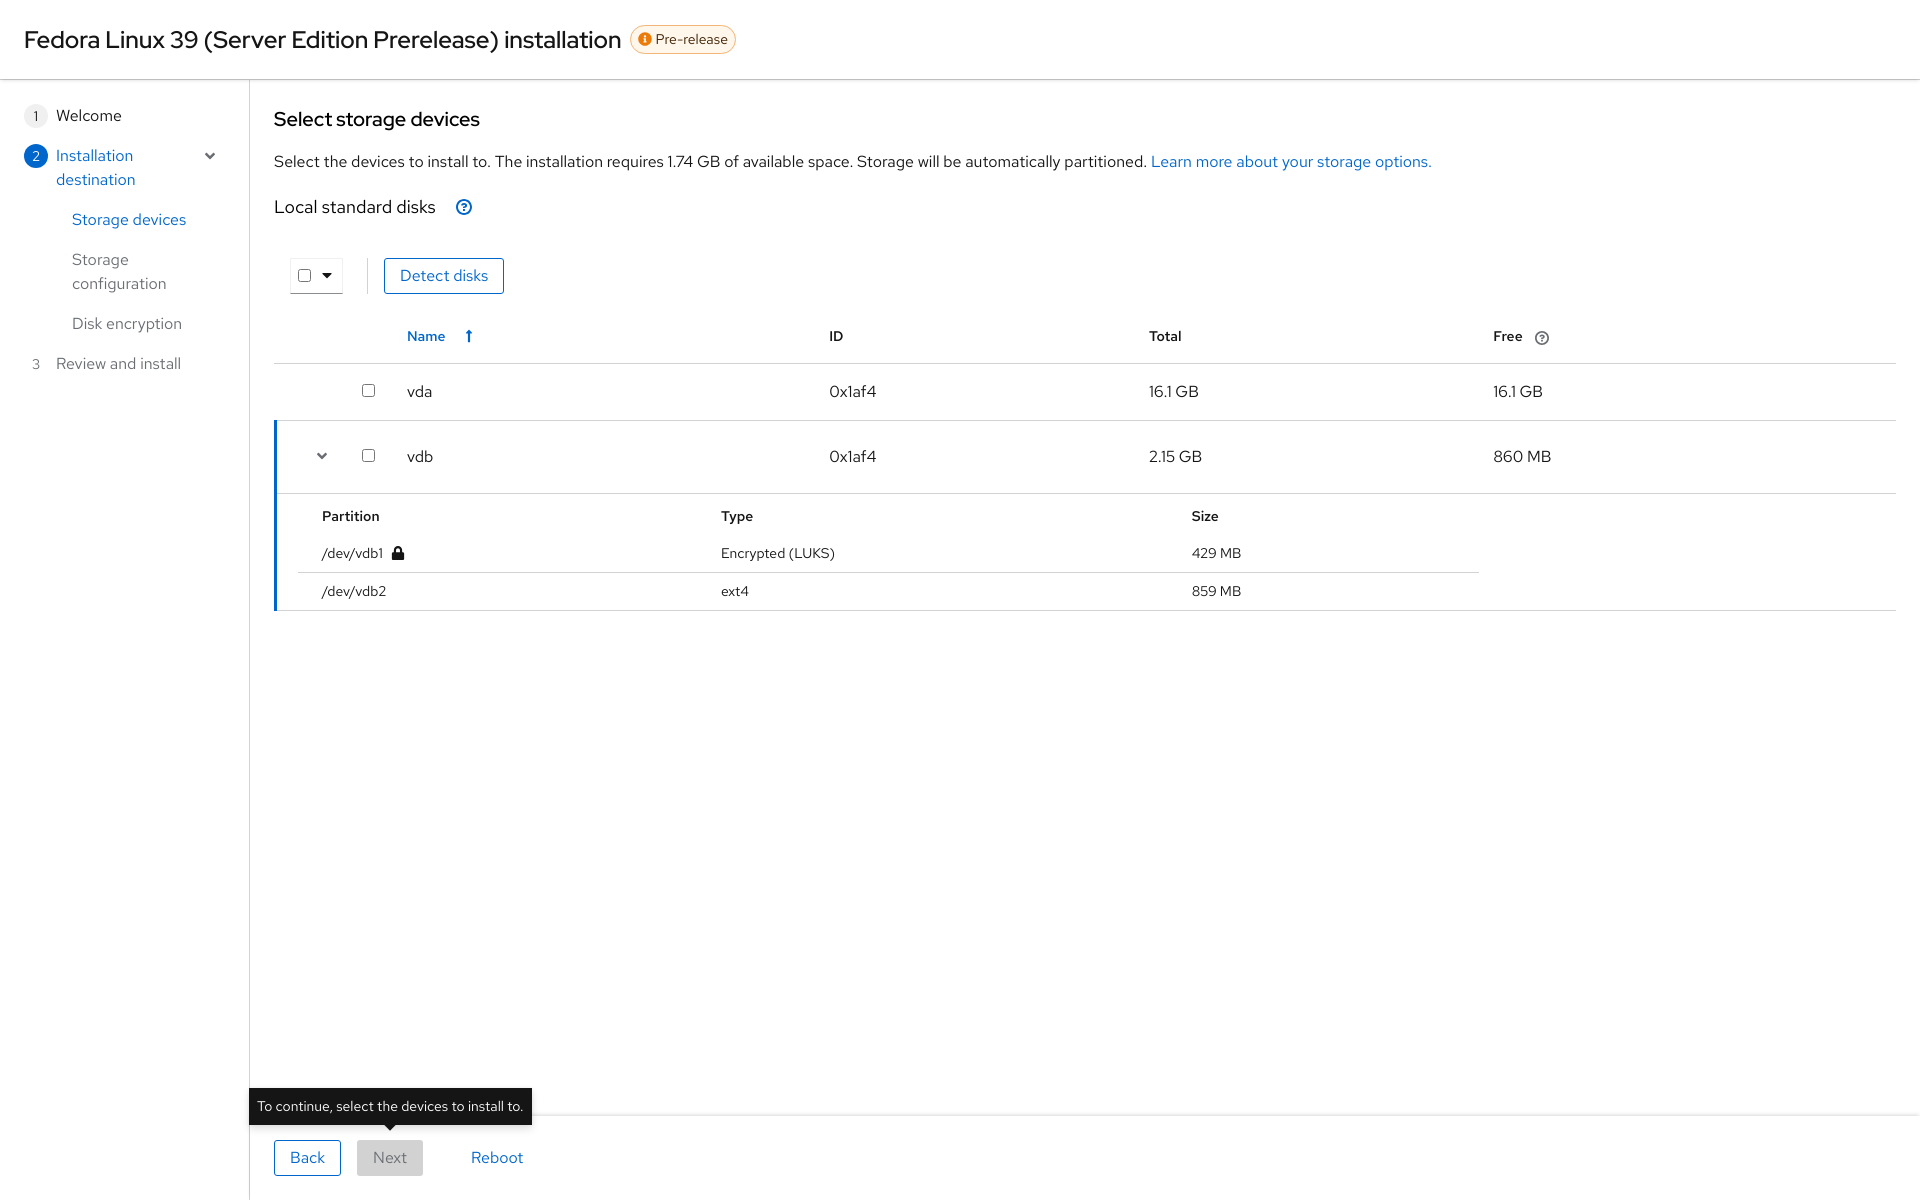 Fedora Linux 39 (Server Edition Prerelease) installation Pre-release
1 Welcome
2 Installation destination
Storage devices
Storage configuration
Disk encryption
3 Review and install
Select storage devices
Select the devices to install to. The installation requires 1.74 GB of available space. Storage will be automatically partitioned. Learn more about your storage options.
Local standard disks
Detect disks
Name ID Total Free
vda 0x1af4 16.1 GB 16.1 GB
vdb 0x1af4 2.15 GB 860 MB
Partition Type Size
/dev/vdb1 Encrypted (LUKS) 429 MB
/dev/vdb2 ext4 859 MB
To continue, select the devices to install to.
Back Next Reboot